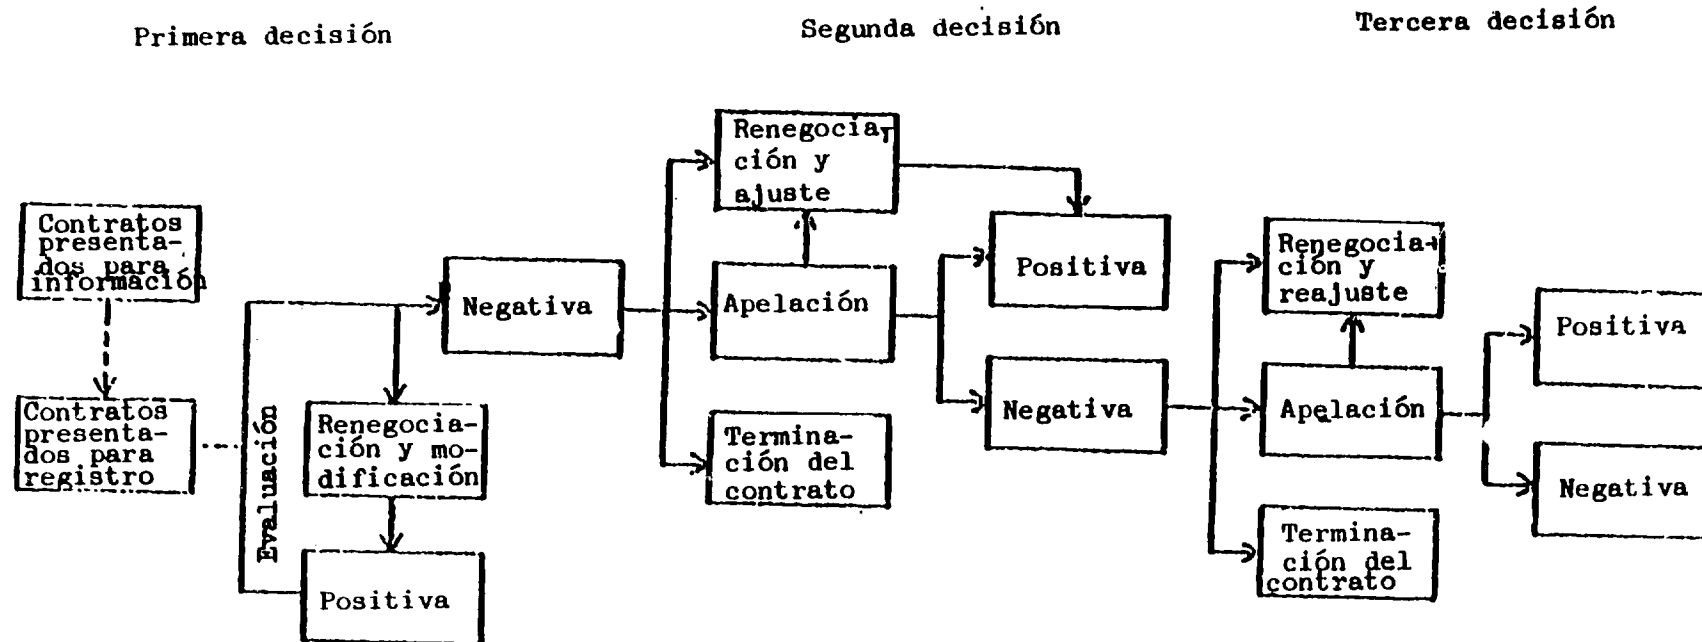 Primera decisión
Segunda decisión
Tercera decisión
Contratos
presenta-
dos para
información
Contratos
presenta-
dos para
registro
Evaluación
Negativa
Renegocia-
ción y mo-
dificación
Positiva
Renegocia-
ción y
ajuste
Apelación
Termina-
ción del
contrato
Positiva
Negativa
Renegocia-
ción y
reajuste
Apelación
Termina-
ción del
contrato
Positiva
Negativa